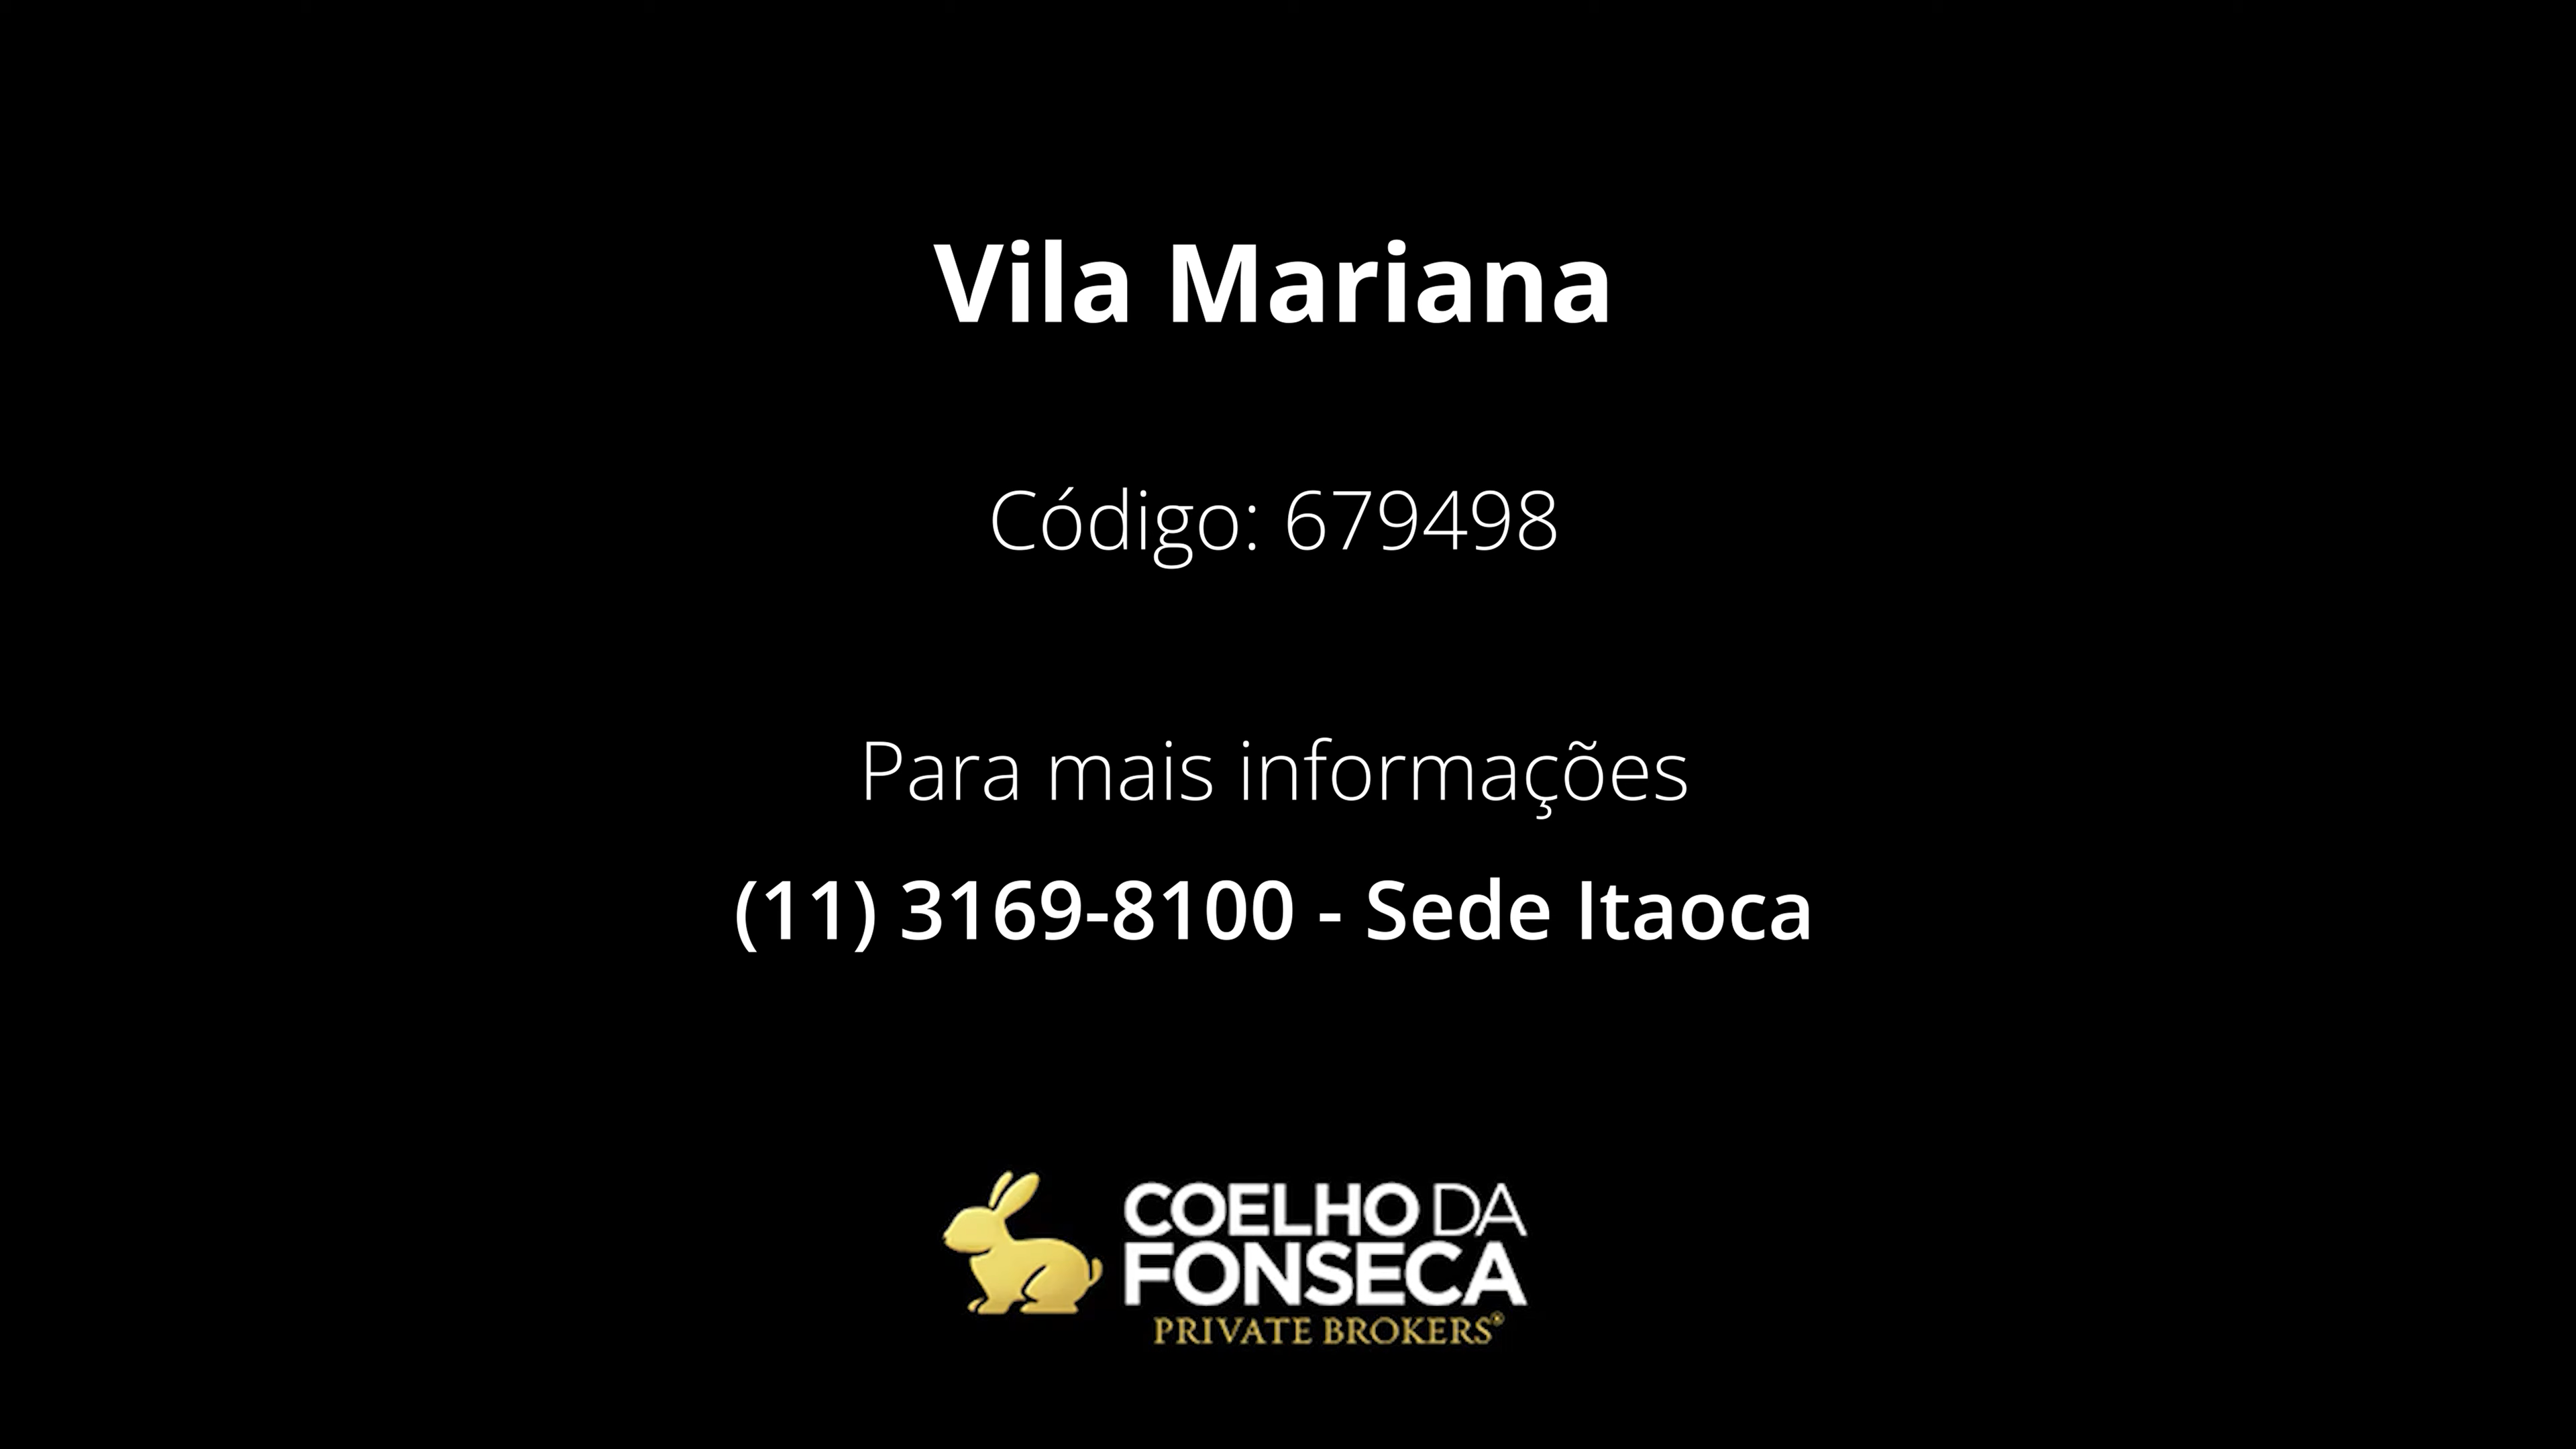 Vila Mariana
Código: 679498
Para mais informações
(11) 3169-8100 - Sede Itaoca
COELHO DA
FONSECA
PRIVATE BROKERS®